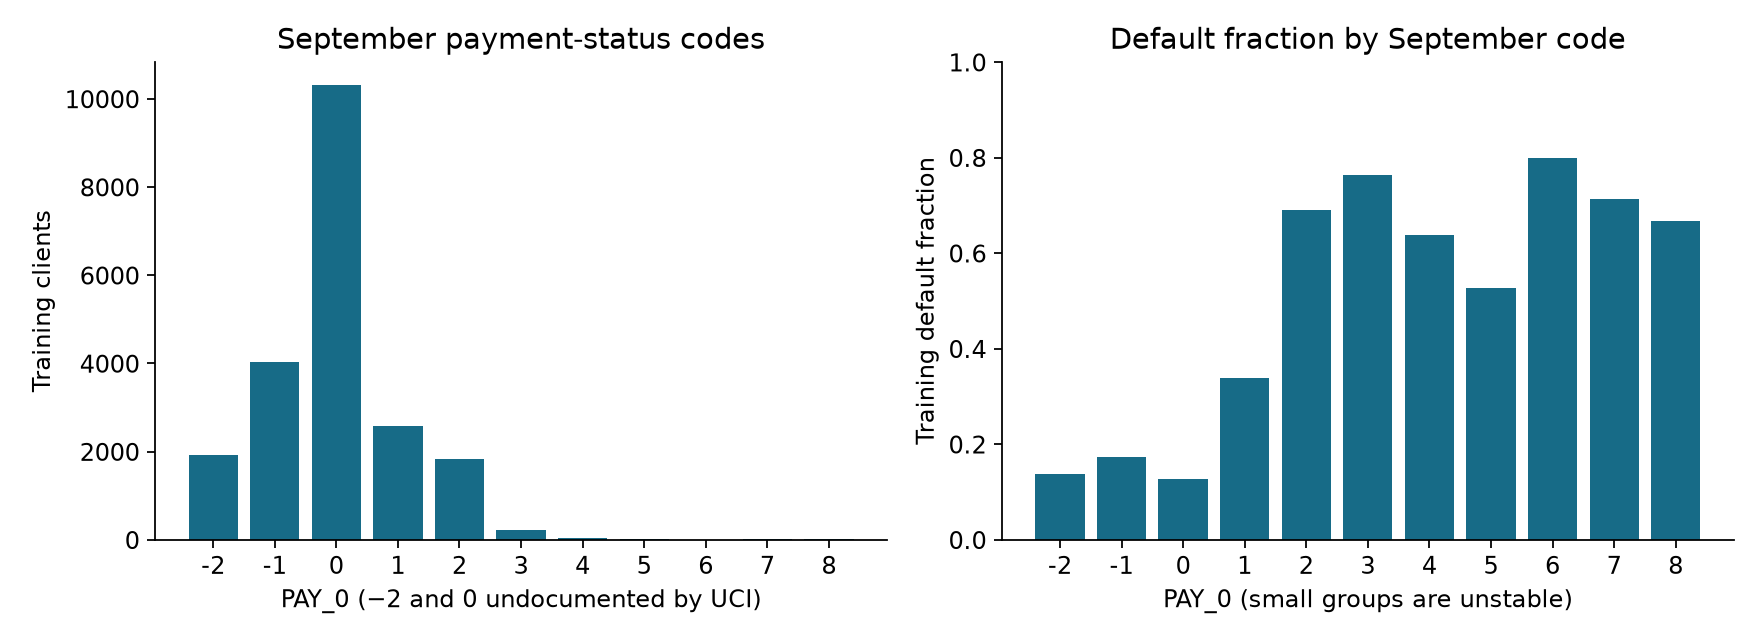 September payment-status codes
10000
8000
6000
4000
2000
0
Training clients
-2 -1 0 1 2 3 4 5 6 7 8
PAY_0 (−2 and 0 undocumented by UCI)
Default fraction by September code
1.0
0.8
0.6
0.4
0.2
0.0
Training default fraction
-2 -1 0 1 2 3 4 5 6 7 8
PAY_0 (small groups are unstable)